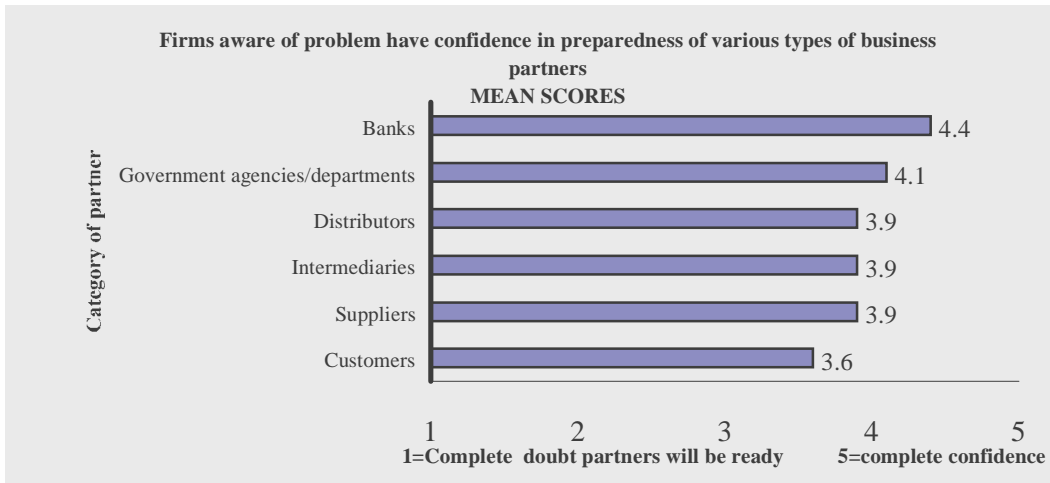 Firms aware of problem have confidence in preparedness of various types of business
partners
MEAN SCORES
Category of partner
Banks 4.4
Government agencies/departments 4.1
Distributors 3.9
Intermediaries 3.9
Suppliers 3.9
Customers 3.6
1 2 3 4 5
1=Complete doubt partners will be ready 5=complete confidence